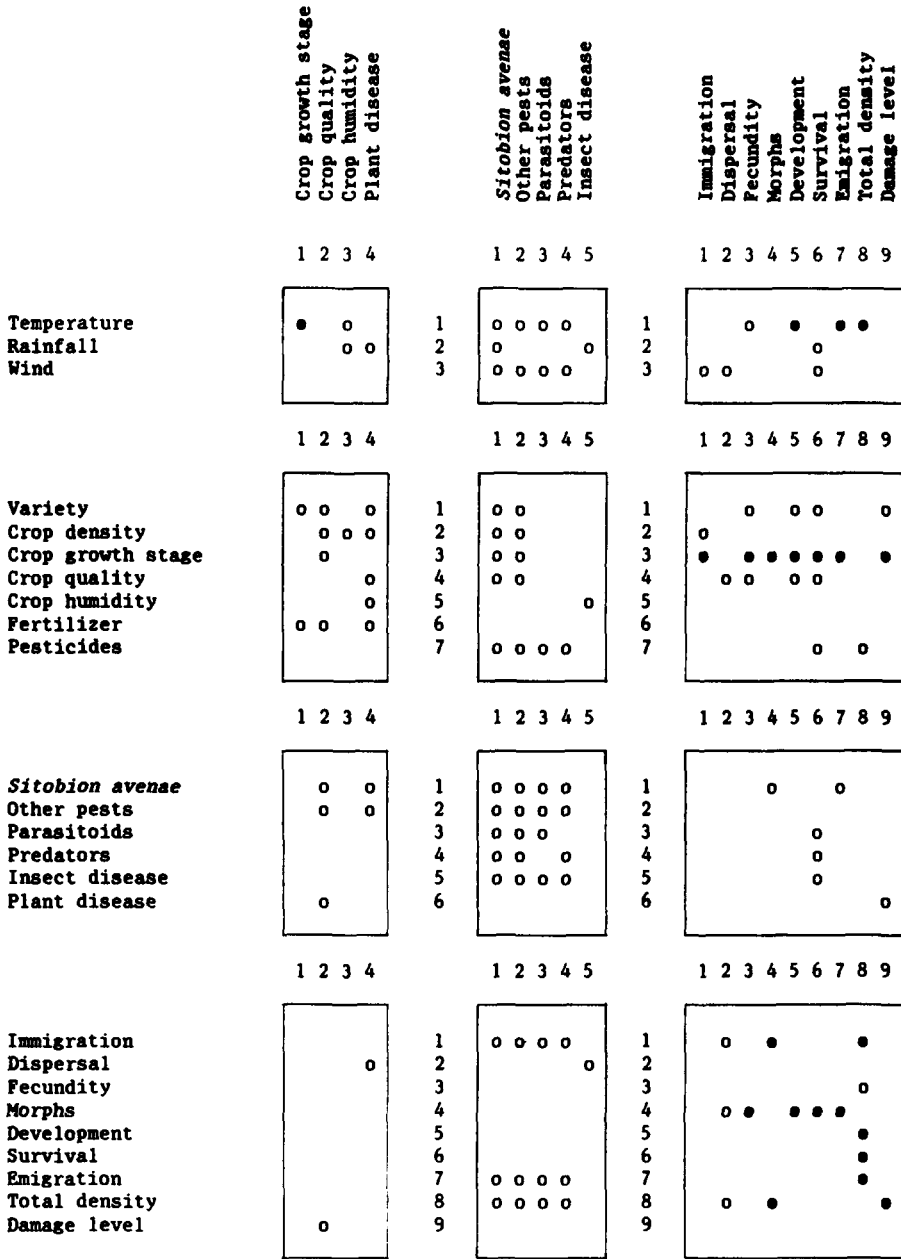 Crop growth stage
Crop quality
Crop humidity
Plant disease
Sitobion avenae
Other pests
Parasitoids
Predators
Insect disease
Immigration
Dispersal
Fecundity
Morphs
Development
Survival
Emigration
Total density
Damage level
1 2 3 4 1 2 3 4 5 1 2 3 4 5 6 7 8 9
Temperature 1 1
Rainfall 2 2
Wind 3 3
1 2 3 4 1 2 3 4 5 1 2 3 4 5 6 7 8 9
Variety 1 1
Crop density 2 2
Crop growth stage 3 3
Crop quality 4 4
Crop humidity 5 5
Fertilizer 6 6
Pesticides 7 7
1 2 3 4 1 2 3 4 5 1 2 3 4 5 6 7 8 9
Sitobion avenae 1 1
Other pests 2 2
Parasitoids 3 3
Predators 4 4
Insect disease 5 5
Plant disease 6 6
1 2 3 4 1 2 3 4 5 1 2 3 4 5 6 7 8 9
Immigration 1 1
Dispersal 2 2
Fecundity 3 3
Morphs 4 4
Development 5 5
Survival 6 6
Emigration 7 7
Total density 8 8
Damage level 9 9